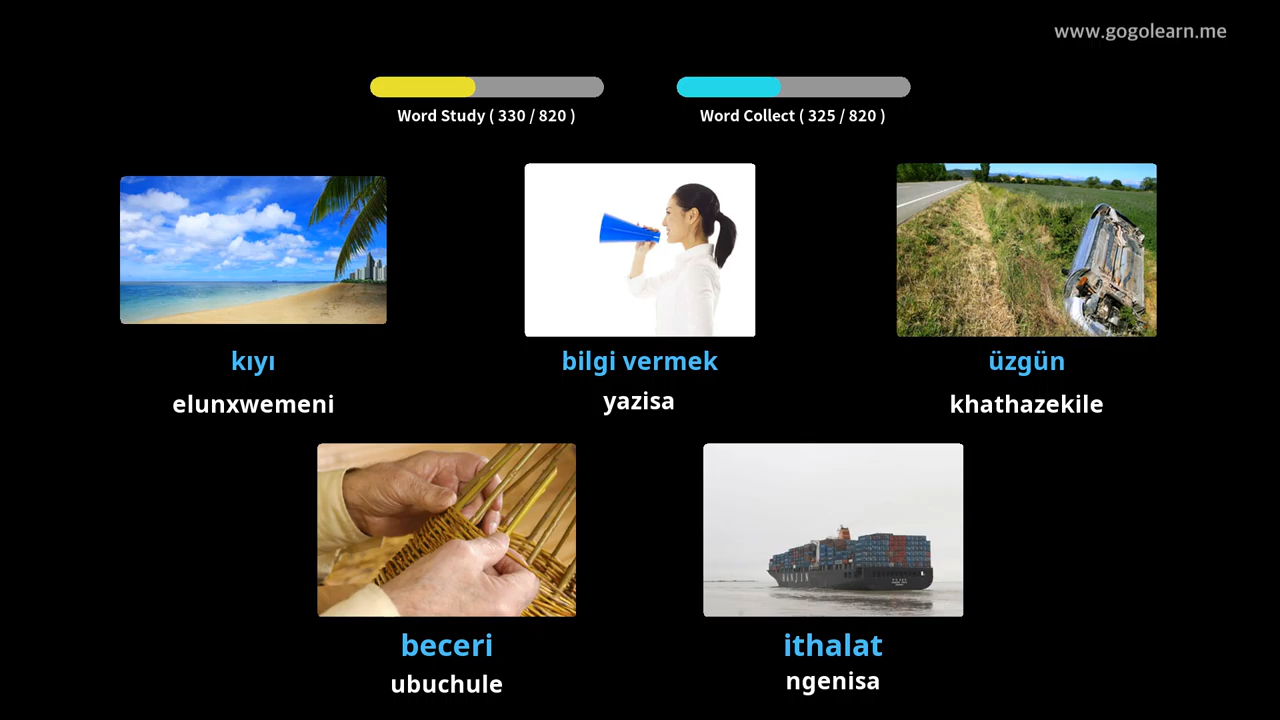 www.gogolearn.me
Word Study ( 330 / 820 )
Word Collect ( 325 / 820 )
kıyı
elunxwemeni
bilgi vermek
yazisa
üzgün
khathazekile
HANJIN
beceri
ubuchule
ithalat
ngenisa